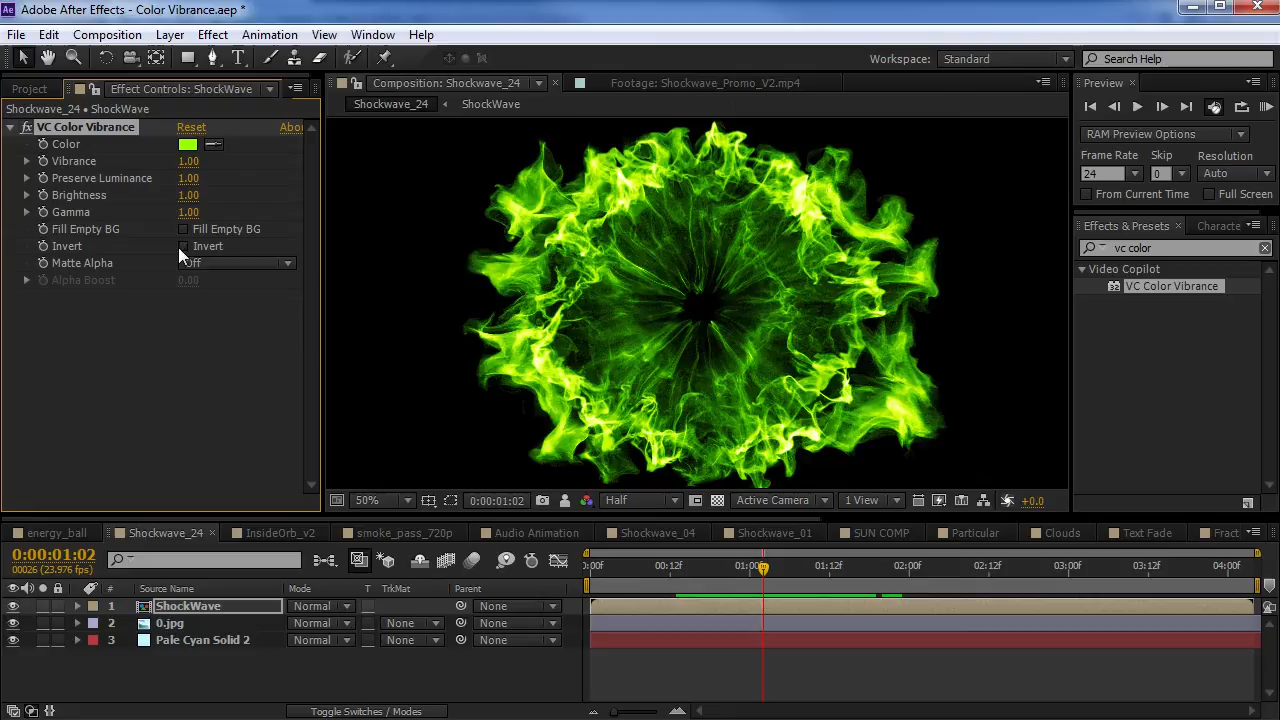 Ae Adobe After Effects - Color Vibrance.aep *
File Edit Composition Layer Effect Animation View Window Help
Workspace: Standard Search Help
Project Effect Controls: ShockWave
Shockwave_24 • ShockWave
fx VC Color Vibrance Reset Abou
Color
Vibrance 1.00
Preserve Luminance 1.00
Brightness 1.00
Gamma 1.00
Fill Empty BG Fill Empty BG
Invert Invert
Matte Alpha Off
Alpha Boost 0.00
Composition: Shockwave_24 Footage: Shockwave_Promo_V2.mp4
Shockwave_24 ShockWave
50% 0:00:01:02 Half Active Camera 1 View +0.0
Preview
RAM Preview Options
Frame Rate Skip Resolution
24 0 Auto
From Current Time Full Screen
Effects & Presets Characte
vc color
Video Copilot
32 VC Color Vibrance
energy_ball Shockwave_24 InsideOrb_v2 smoke_pass_720p Audio Animation Shockwave_04 Shockwave_01 SUN COMP Particular Clouds Text Fade Fract
0:00:01:02
00026 (23.976 fps)
# Source Name Mode T TrkMat Parent
1 ShockWave Normal None
2 0.jpg Normal None None
3 Pale Cyan Solid 2 Normal None None
:00f 00:12f 01:00f 01:12f 02:00f 02:12f 03:00f 03:12f 04:00f
Toggle Switches / Modes